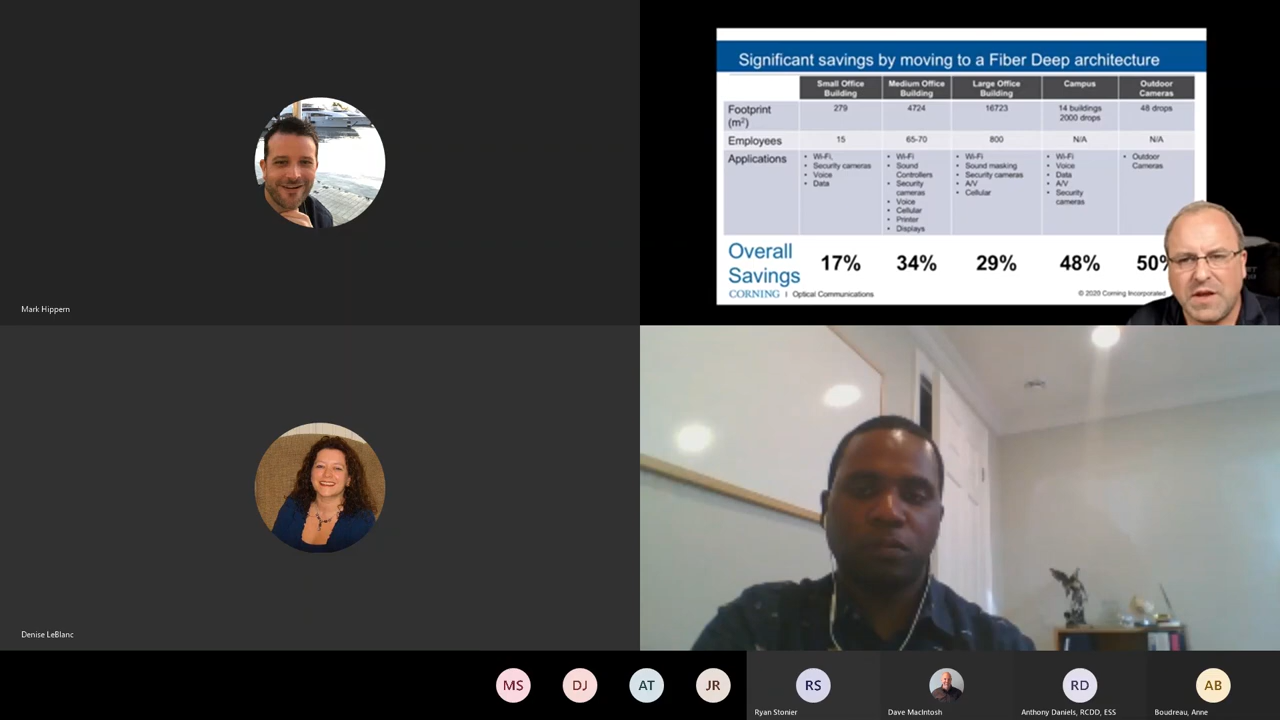 Mark Hippern
Significant savings by moving to a Fiber Deep architecture
Small Office Building
Medium Office Building
Large Office Building
Campus
Outdoor Cameras
Footprint (m²)
279
4724
16723
14 buildings
2000 drops
48 drops
Employees
15
65-70
800
N/A
N/A
Applications
• Wi-Fi,
• Security cameras
• Voice
• Data
• Wi-Fi
• Sound Controllers
• Security cameras
• Voice
• Cellular
• Printer
• Displays
• Wi-Fi
• Sound masking
• Security cameras
• A/V
• Cellular
• Wi-Fi
• Voice
• Data
• A/V
• Security cameras
• Outdoor Cameras
Overall Savings
17%
34%
29%
48%
50%
CORNING | Optical Communications
© 2020 Corning Incorporated
Denise LeBlanc
MS
DJ
AT
JR
RS
Ryan Stonier
Dave MacIntosh
RD
Anthony Daniels, RCDD, ESS
AB
Boudreau, Anne